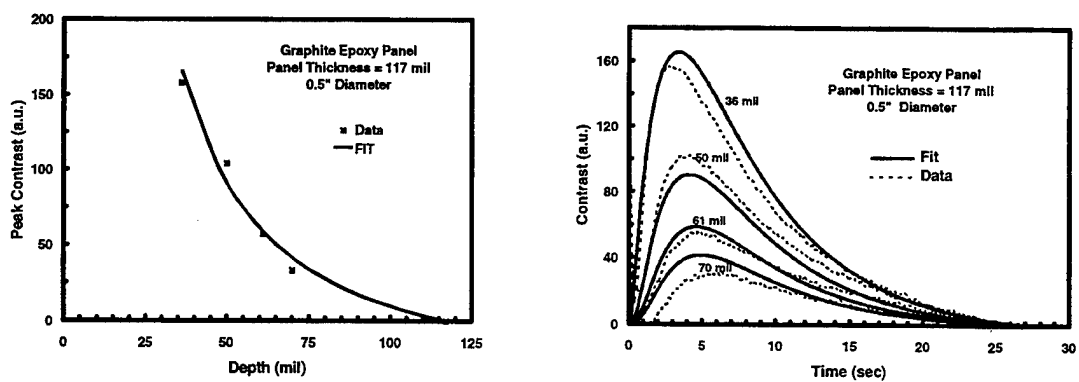 200
150
100
50
0
Peak Contrast (a.u.)
Graphite Epoxy Panel
Panel Thickness = 117 mil
0.5" Diameter
Data
FIT
0
25
50
75
100
125
Depth (mil)
160
120
80
40
0
Contrast (a.u.)
Graphite Epoxy Panel
Panel Thickness = 117 mil
0.5" Diameter
Fit
Data
36 mil
50 mil
61 mil
70 mil
0
5
10
15
20
25
30
Time (sec)